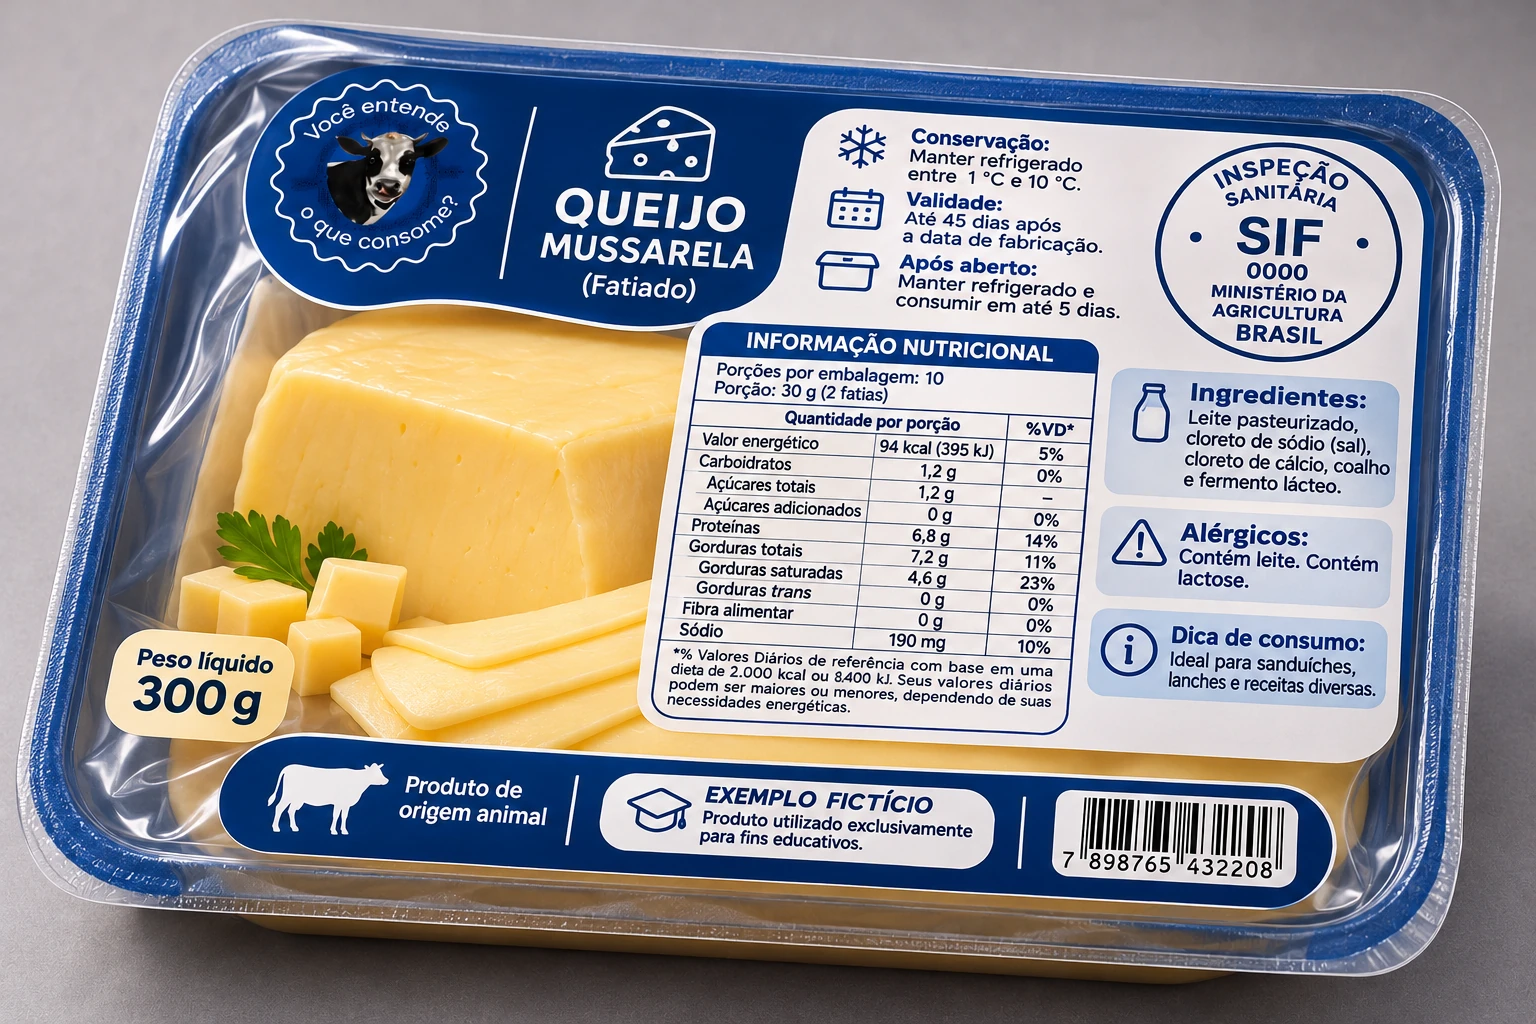 Você entende
o que consome?
QUEIJO
MUSSARELA
(Fatiado)
Conservação:
Manter refrigerado
entre 1 °C e 10 °C.
Validade:
Até 45 dias após
a data de fabricação.
Após aberto:
Manter refrigerado e
consumir em até 5 dias.
INSPEÇÃO
SANITÁRIA
SIF
0000
MINISTÉRIO DA
AGRICULTURA
BRASIL
INFORMAÇÃO NUTRICIONAL
Porções por embalagem: 10
Porção: 30 g (2 fatias)
Quantidade por porção %VD*
Valor energético 94 kcal (395 kJ) 5%
Carboidratos 1,2 g 0%
Açúcares totais 1,2 g –
Açúcares adicionados 0 g 0%
Proteínas 6,8 g 14%
Gorduras totais 7,2 g 11%
Gorduras saturadas 4,6 g 23%
Gorduras trans 0 g 0%
Fibra alimentar 0 g 0%
Sódio 190 mg 10%
*% Valores Diários de referência com base em uma
dieta de 2.000 kcal ou 8.400 kJ. Seus valores diários
podem ser maiores ou menores, dependendo de suas
necessidades energéticas.
Ingredientes:
Leite pasteurizado,
cloreto de sódio (sal),
cloreto de cálcio, coalho
e fermento lácteo.
Alérgicos:
Contém leite. Contém
lactose.
Dica de consumo:
Ideal para sanduíches,
lanches e receitas diversas.
Peso líquido
300 g
Produto de
origem animal
EXEMPLO FICTÍCIO
Produto utilizado exclusivamente
para fins educativos.
7 898765 432208